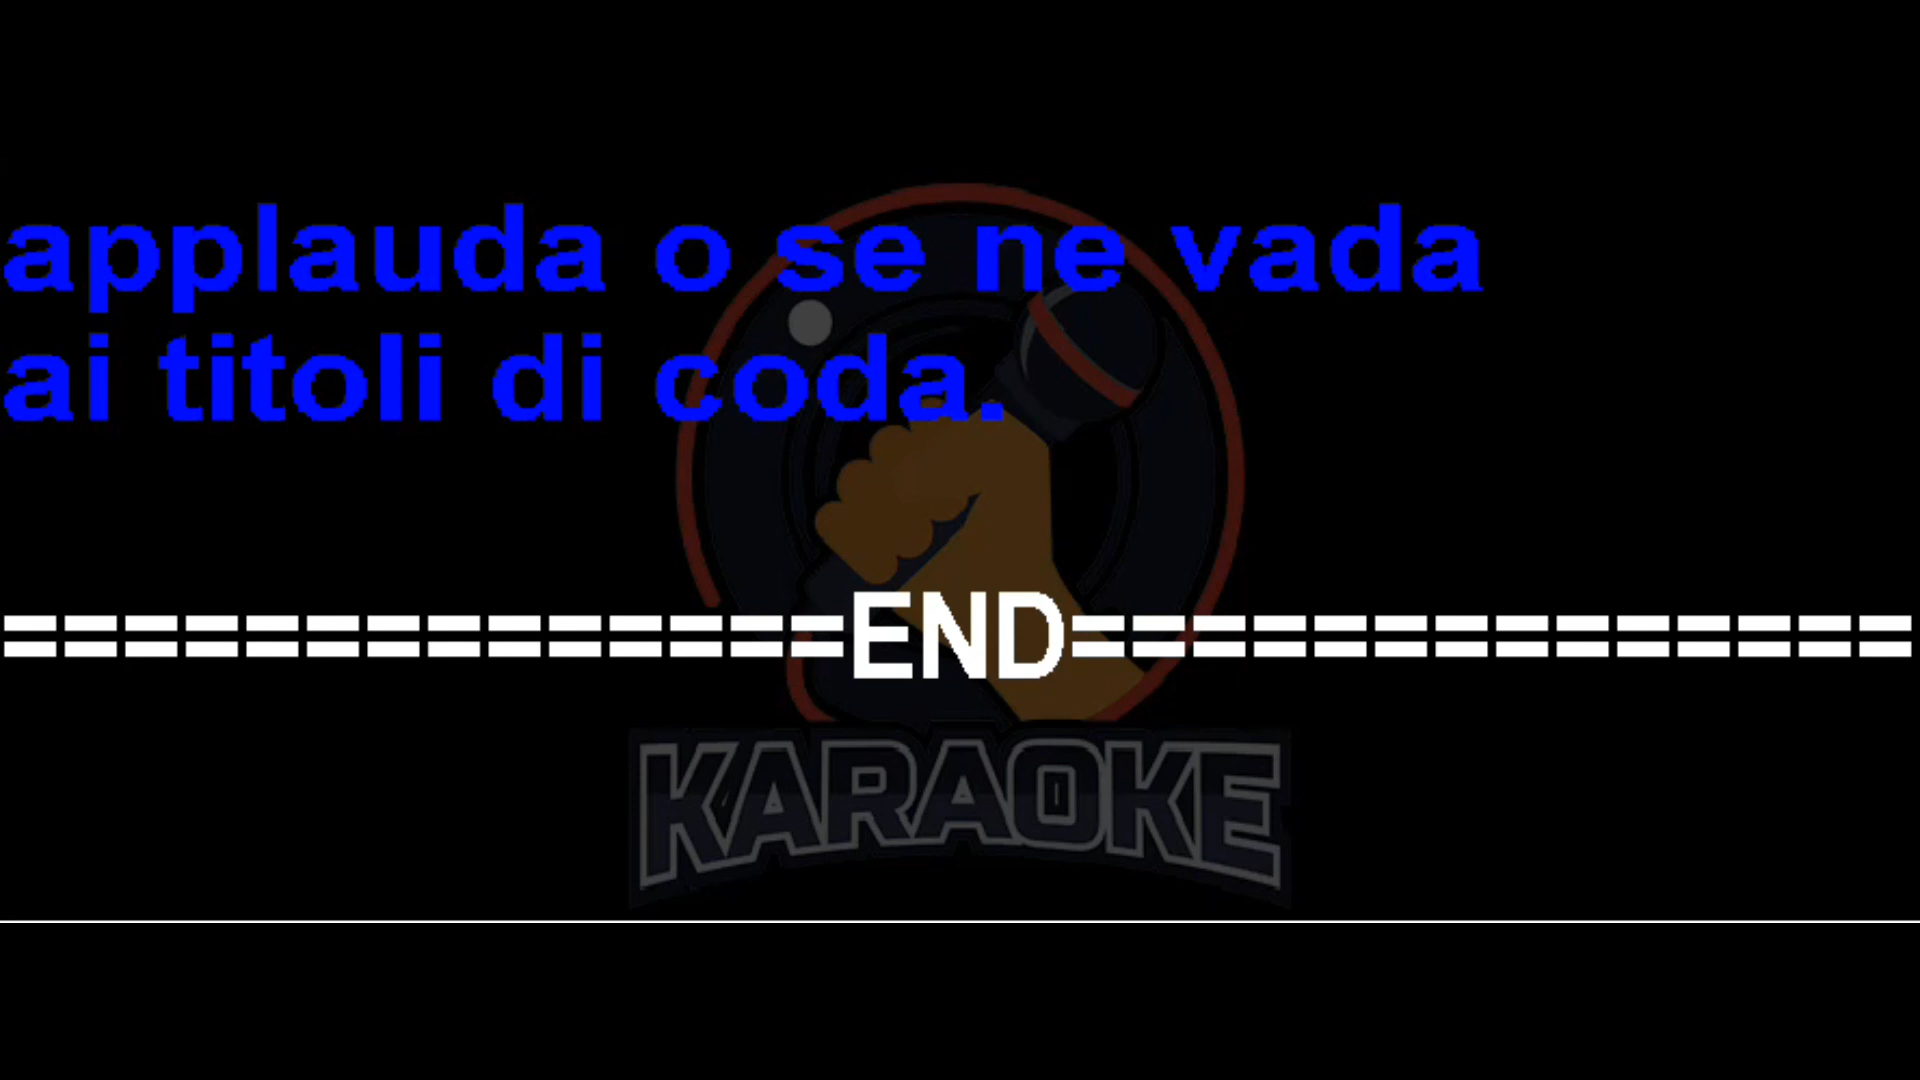 applauda o se ne vada
ai titoli di coda.
==============END==============
KARAOKE